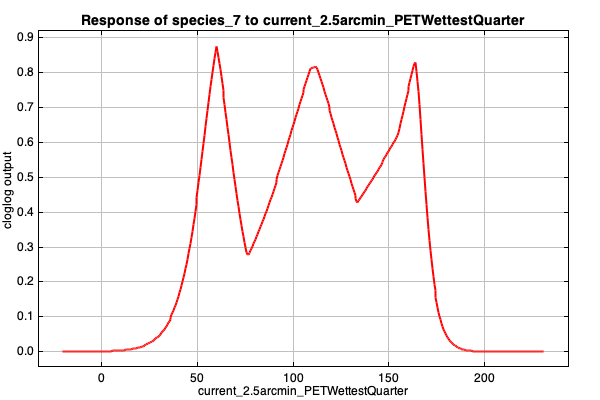 Response of species_7 to current_2.5arcmin_PETWettestQuarter
0.9
0.8
0.7
0.6
0.5
0.4
0.3
0.2
0.1
0.0
cloglog output
0 50 100 150 200
current_2.5arcmin_PETWettestQuarter